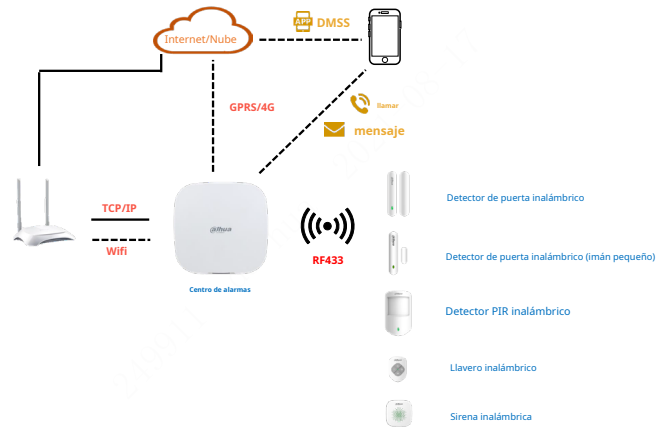 APP DMSS
Internet/Nube
GPRS/4G
llamar
mensaje
TCP/IP
Wifi
alhua
RF433
Centro de alarmas
Detector de puerta inalámbrico
Detector de puerta inalámbrico (imán pequeño)
Detector PIR inalámbrico
Llavero inalámbrico
Sirena inalámbrica